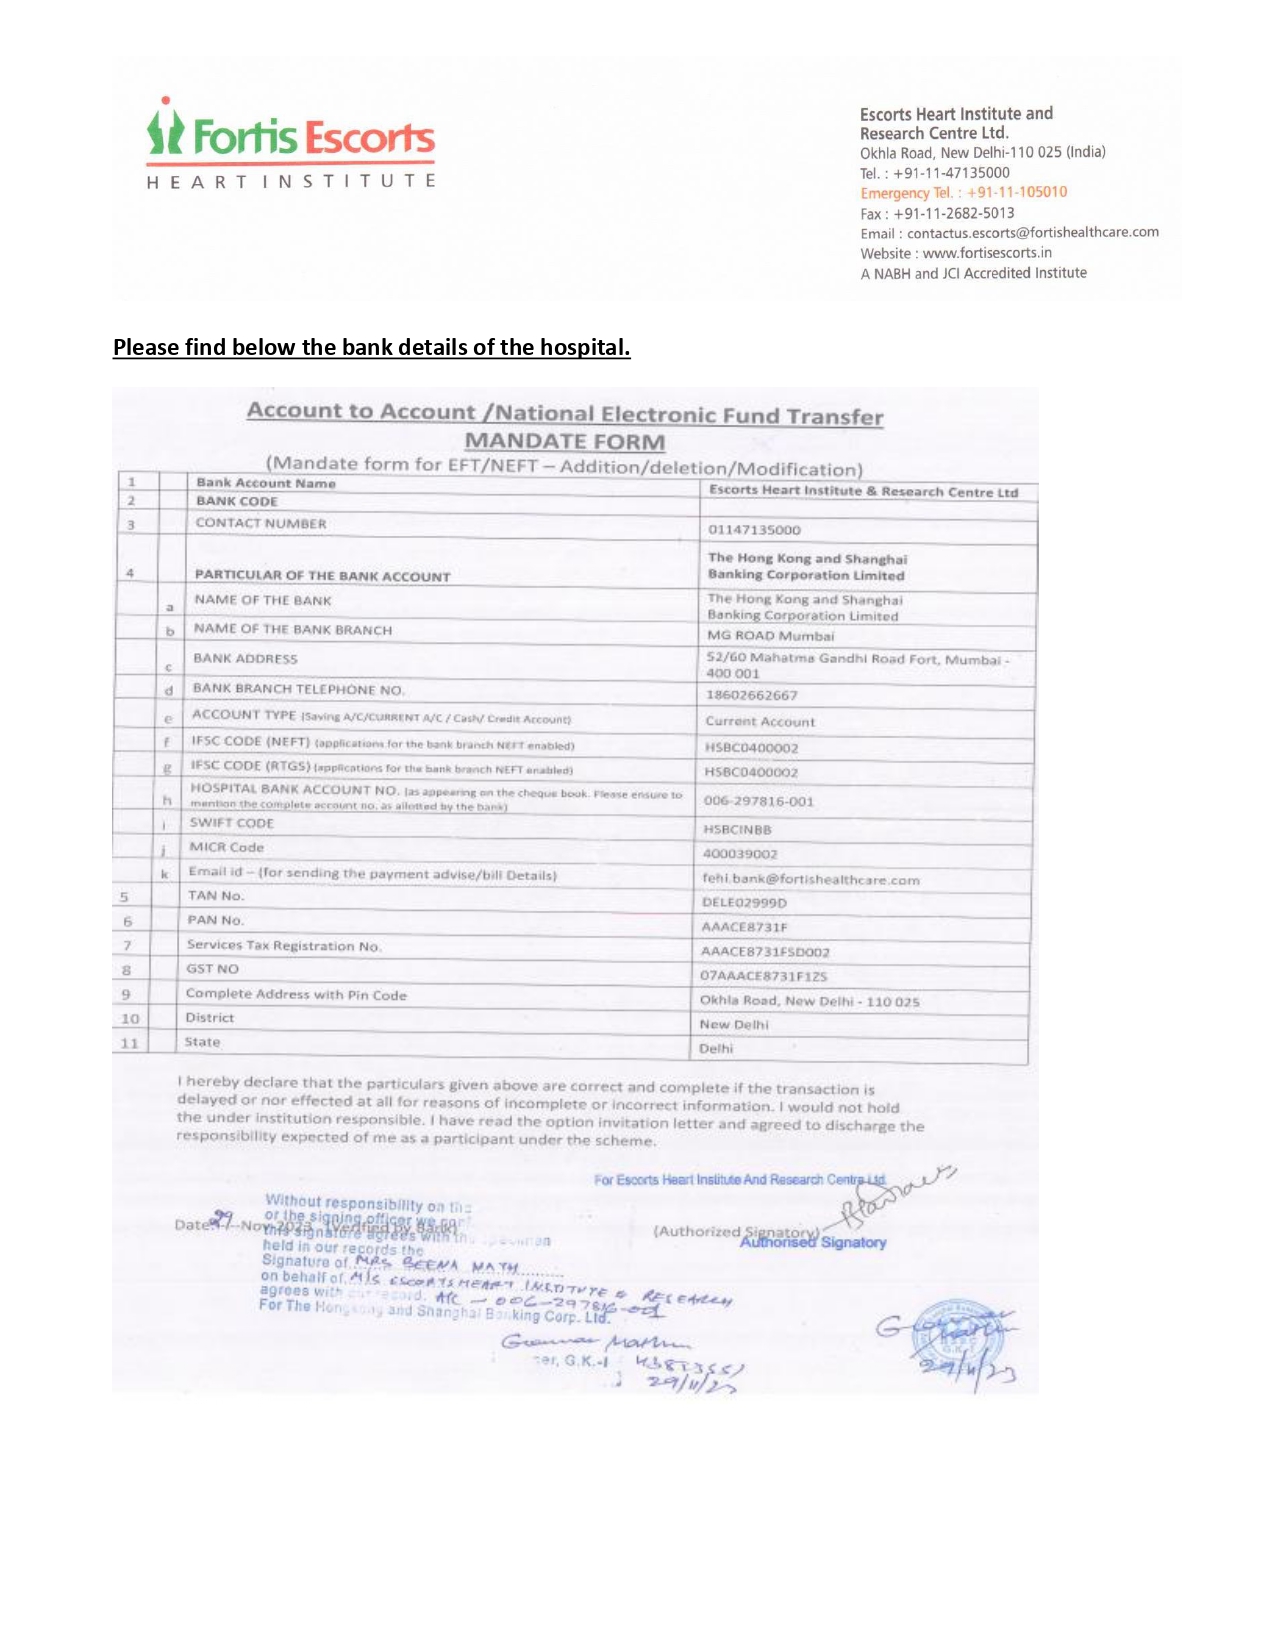 Fortis Escorts
HEART INSTITUTE
Escorts Heart Institute and
Research Centre Ltd.
Okhla Road, New Delhi-110 025 (India)
Tel. : +91-11-47135000
Emergency Tel. : +91-11-105010
Fax : +91-11-2682-5013
Email : contactus.escorts@fortishealthcare.com
Website : www.fortisescorts.in
A NABH and JCI Accredited Institute
Please find below the bank details of the hospital.
Account to Account /National Electronic Fund Transfer
MANDATE FORM
(Mandate form for EFT/NEFT – Addition/deletion/Modification)
1 Bank Account Name Escorts Heart Institute & Research Centre Ltd
2 BANK CODE
3 CONTACT NUMBER 01147135000
4 PARTICULAR OF THE BANK ACCOUNT The Hong Kong and Shanghai
Banking Corporation Limited
a NAME OF THE BANK The Hong Kong and Shanghai
Banking Corporation Limited
b NAME OF THE BANK BRANCH MG ROAD Mumbai
c BANK ADDRESS 52/60 Mahatma Gandhi Road Fort, Mumbai -
400 001
d BANK BRANCH TELEPHONE NO. 18602662667
e ACCOUNT TYPE (Saving A/C/CURRENT A/C / Cash/ Credit Account) Current Account
f IFSC CODE (NEFT) (applications for the bank branch NEFT enabled) HSBC0400002
g IFSC CODE (RTGS) (applications for the bank branch NEFT enabled) HSBC0400002
h HOSPITAL BANK ACCOUNT NO. (as appearing on the cheque book. Please ensure to
mention the complete account no. as allotted by the bank) 006-297816-001
i SWIFT CODE HSBCINBB
j MICR Code 400039002
k Email id – (for sending the payment advise/bill Details) fehi.bank@fortishealthcare.com
5 TAN No. DELE02999D
6 PAN No. AAACE8731F
7 Services Tax Registration No. AAACE8731FSD002
8 GST NO 07AAACE8731F1ZS
9 Complete Address with Pin Code Okhla Road, New Delhi - 110 025
10 District New Delhi
11 State Delhi
I hereby declare that the particulars given above are correct and complete if the transaction is
delayed or nor effected at all for reasons of incomplete or incorrect information. I would not hold
the under institution responsible. I have read the option invitation letter and agreed to discharge the
responsibility expected of me as a participant under the scheme.
For Escorts Heart Institute And Research Centre Ltd.
Without responsibility on
or the signing officer we
Date: 29 Nov 2023 (Verified by Bank) (Authorized Signatory)
this signature agrees with
Authorised Signatory
held in our records the
Signature of MRS BEENA NATH
on behalf of M/S ESCORTS HEART INSTITUTE & RESEARCH
agrees with record. A/C - 006-297816-001
For The Hongkong and Shanghai Banking Corp. Ltd.
G.K.-I
29/11/23
29/11/23